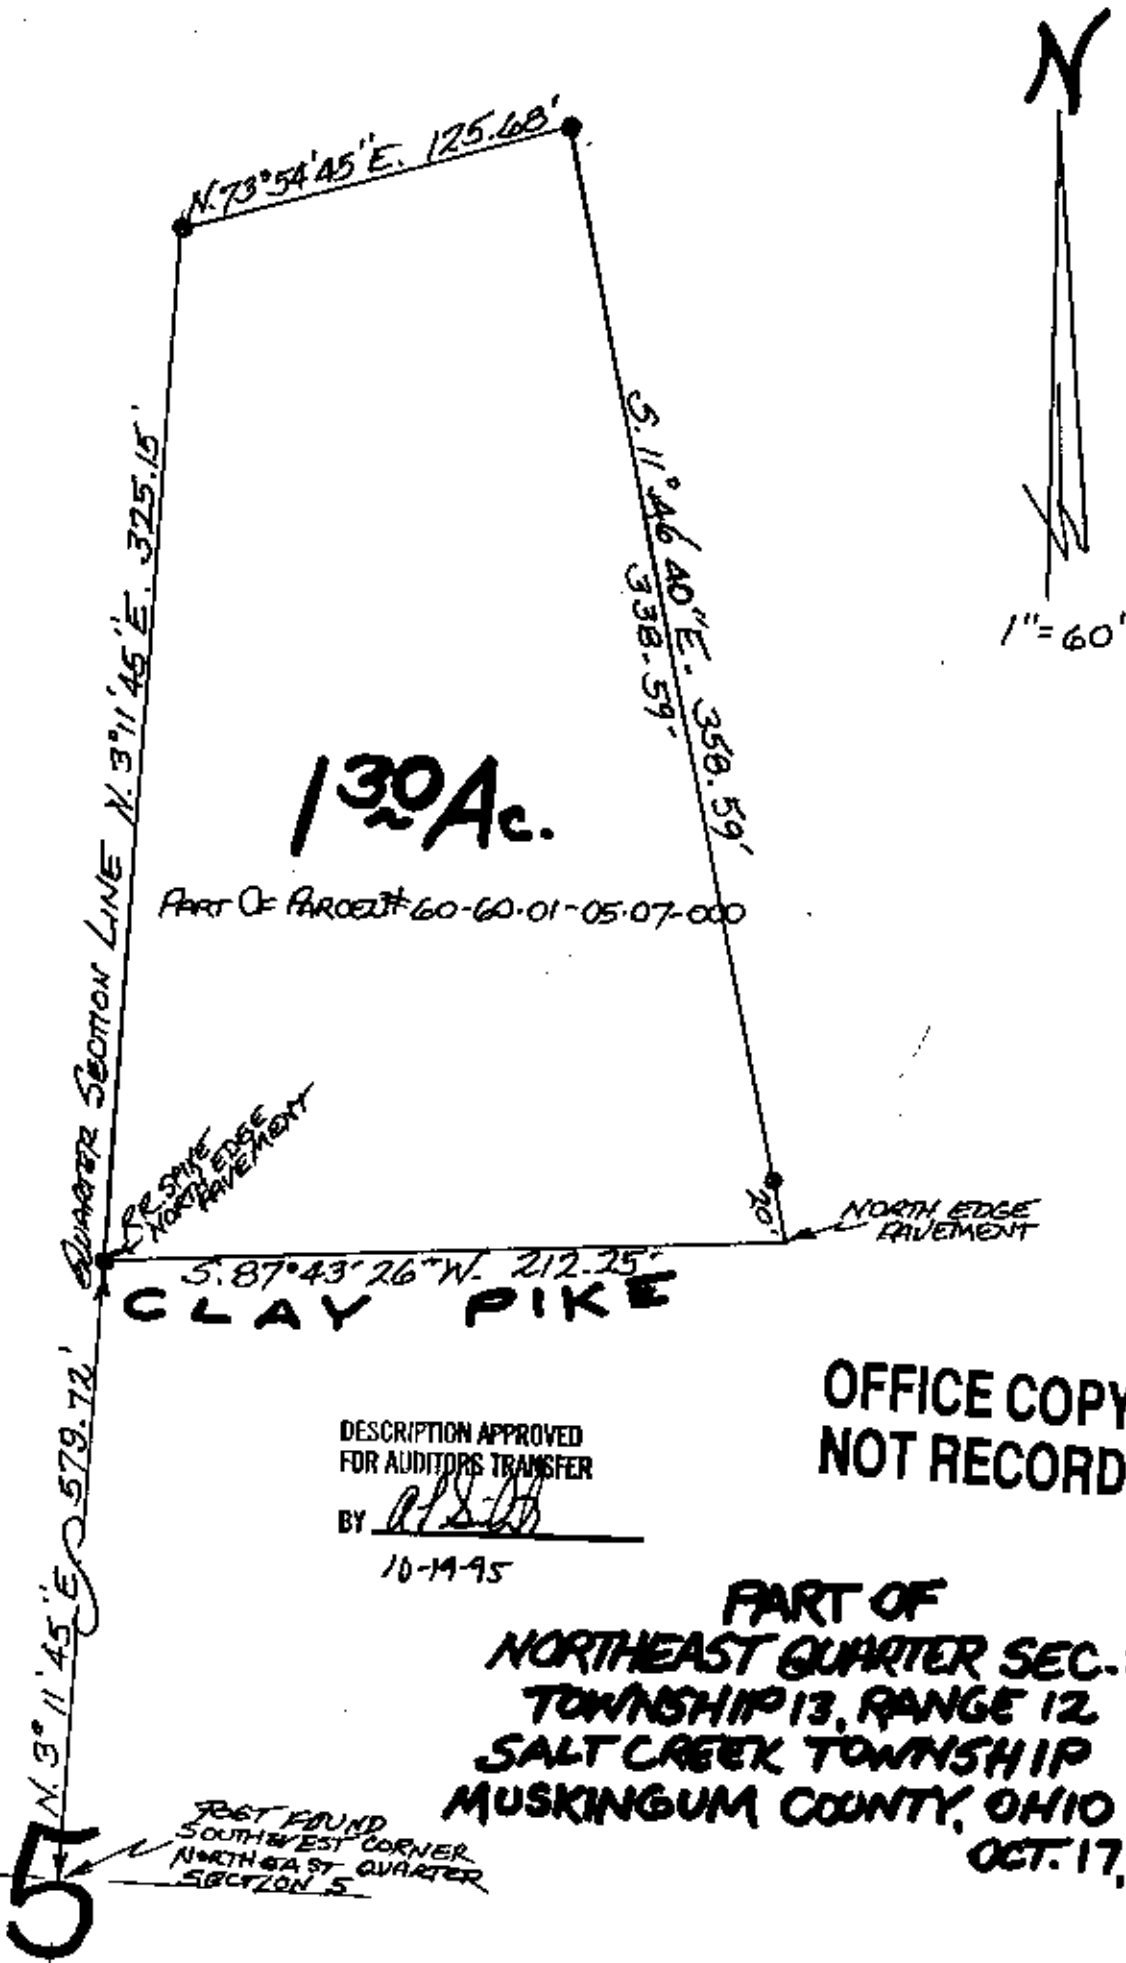 N
1"=60'
N.73°54'45"E. 125.68'
QUARTER SECTION LINE N.3°11'45"E. 325.15'
S. 11°46'40"E. 358.59'
338.59'
1 30 Ac.
PART OF PARCEL# 60-60-01-05-07-000
R.R. SPIKE
NORTH EDGE
PAVEMENT
20'
NORTH EDGE
PAVEMENT
S.87°43'26"W. 212.25'
CLAY PIKE
N.3°11'45"E 579.72'
OFFICE COPY
NOT RECORD
DESCRIPTION APPROVED
FOR AUDITORS TRANSFER
BY
PART OF
NORTHEAST QUARTER SEC.
TOWNSHIP 13, RANGE 12
SALT CREEK TOWNSHIP
MUSKINGUM COUNTY, OHIO
OCT. 17,
POST FOUND
SOUTHWEST CORNER
NORTHEAST QUARTER
SECTION 5
5